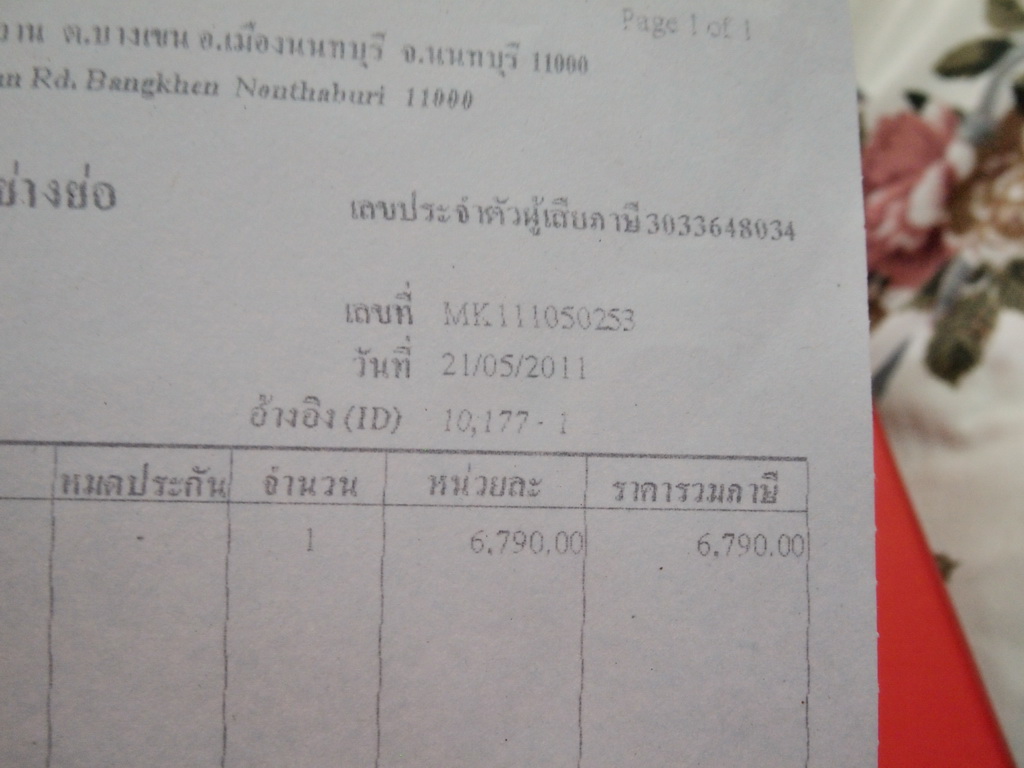 Page 1 of 1
งาน ต.บางเขน อ.เมืองนนทบุรี จ.นนทบุรี 11000
Rd. Bangkhen Nonthaburi 11000
อย่างย่อ
เลขประจำตัวผู้เสียภาษี 3033648034
เลขที่ MK111050253
วันที่ 21/05/2011
อ้างอิง (ID) 10,177 - 1
หมดประกัน จำนวน หน่วยละ ราคารวมภาษี
- 1 6,790.00 6,790.00